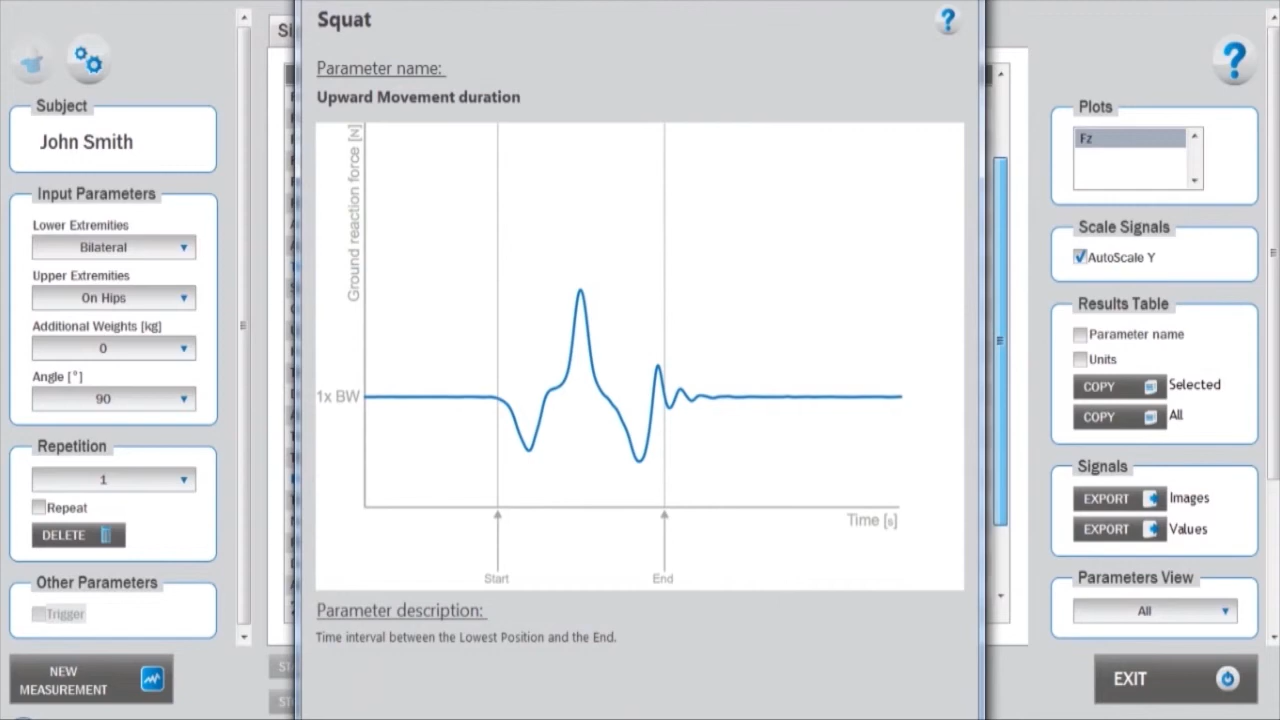 Squat
Parameter name:
Upward Movement duration
Ground reaction force [N]
1x BW
Time [s]
Start
End
Parameter description:
Time interval between the Lowest Position and the End.
Subject
John Smith
Input Parameters
Lower Extremities
Bilateral
Upper Extremities
On Hips
Additional Weights [kg]
0
Angle [°]
90
Repetition
1
Repeat
DELETE
Other Parameters
Trigger
NEW
MEASUREMENT
Plots
Fz
Scale Signals
AutoScale Y
Results Table
Parameter name
Units
COPY Selected
COPY All
Signals
EXPORT Images
EXPORT Values
Parameters View
All
EXIT